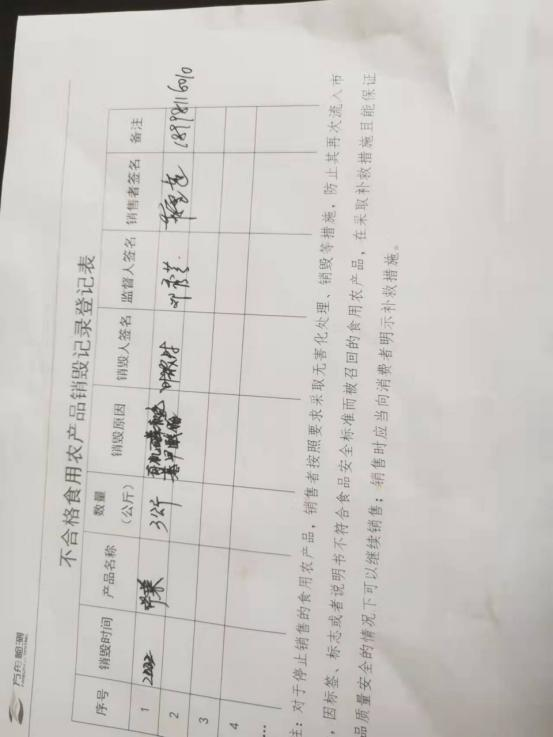 方舟检测
不合格食用农产品销毁记录登记表
序号 销毁时间 产品名称 数量（公斤） 销毁原因 销毁人签名 监督人签名 销售者签名 备注
1 2022 3公斤 18998116010
2
3
4
...
注：对于停止销售的食用农产品，销售者按照要求采取无害化处理、销毁等措施，防止其再次流入市
，因标签、标志或者说明书不符合食品安全标准而被召回的食用农产品，在采取补救措施且能保证
品质量安全的情况下可以继续销售；销售时应当向消费者明示补救措施。